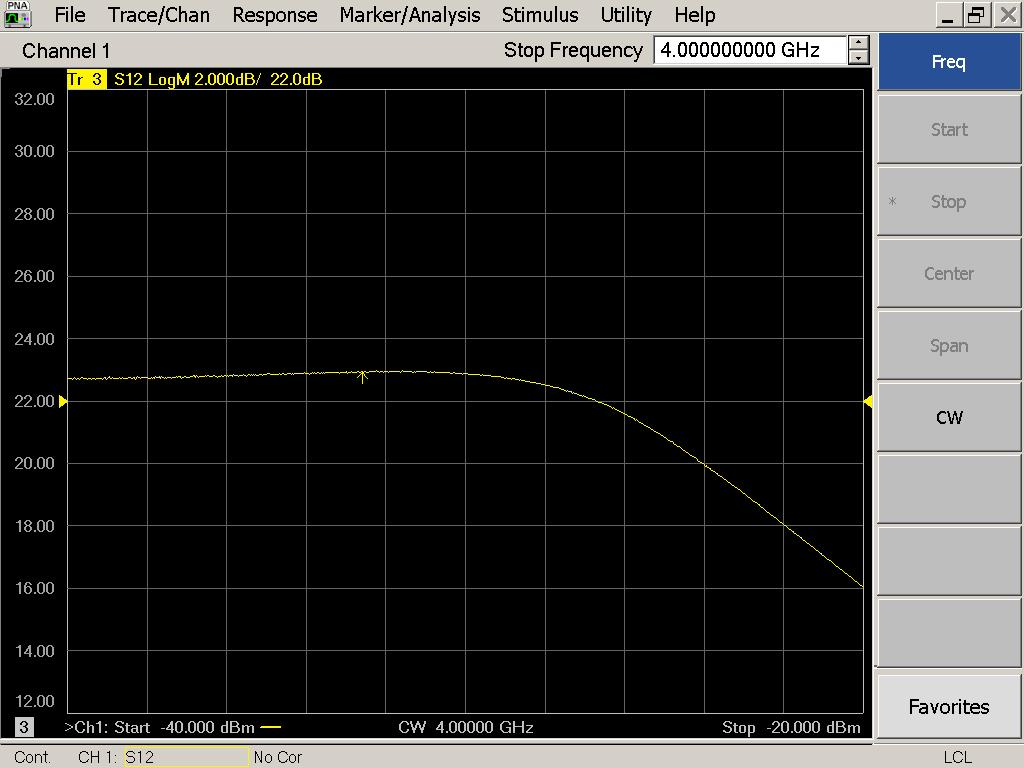 PNA
File Trace/Chan Response Marker/Analysis Stimulus Utility Help
Channel 1 Stop Frequency 4.000000000 GHz
Freq
Tr 3 S12 LogM 2.000dB/ 22.0dB
32.00
Start
30.00
* Stop
28.00
Center
26.00
Span
24.00
22.00
CW
20.00
18.00
16.00
14.00
12.00
Favorites
3 >Ch1: Start -40.000 dBm CW 4.00000 GHz Stop -20.000 dBm
Cont. CH 1: S12 No Cor LCL